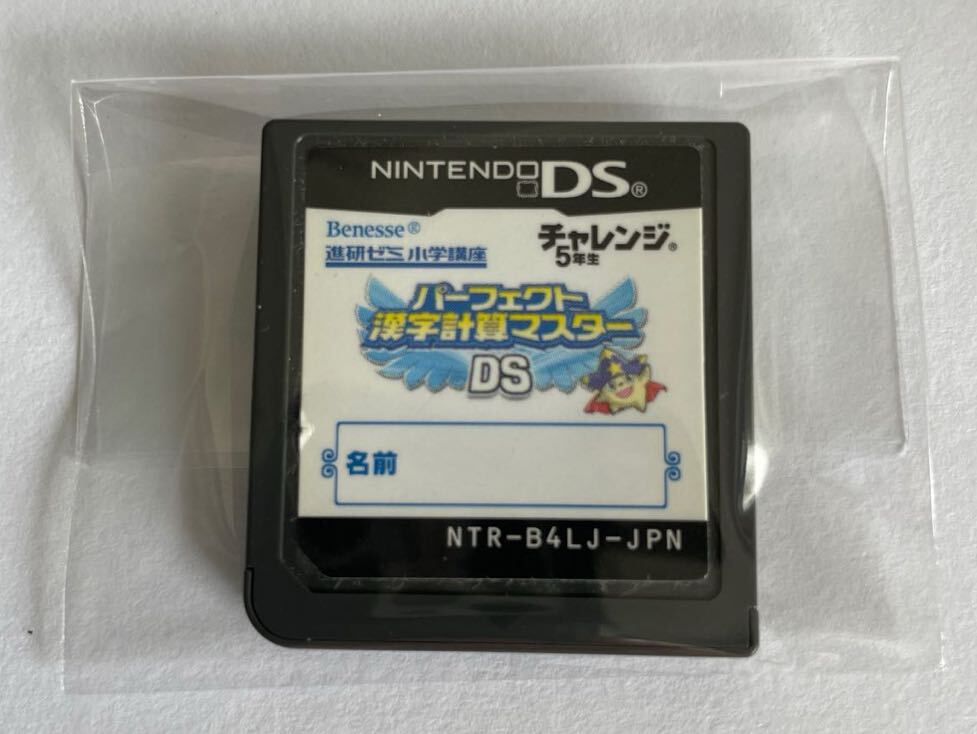 NINTENDO DS®
Benesse®
進研ゼミ 小学講座
チャレンジ®
5年生
パーフェクト
漢字計算マスター
DS
名前
NTR-B4LJ-JPN